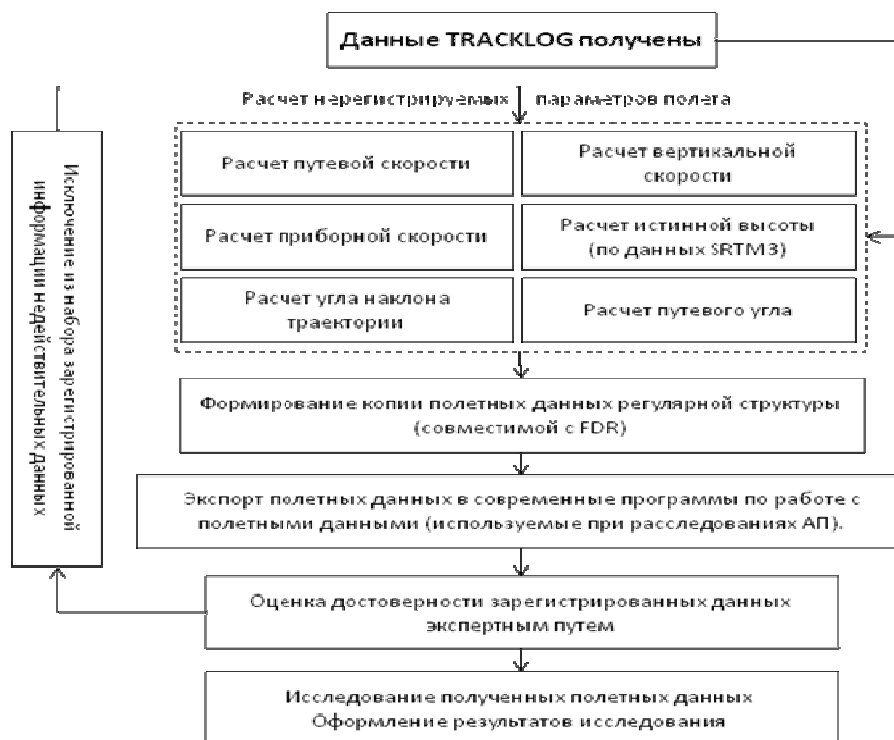 Данные TRACKLOG получены
Расчет нерегистрируемых параметров полета
Расчет путевой скорости
Расчет вертикальной
скорости
Расчет приборной скорости
Расчет истинной высоты
(по данных SRTM3)
Расчет угла наклона
траектории
Расчет путевого угла
Исключение из набора зарегистрированной
информации недействительных данных
Формирование копии полетных данных регулярной структуры
(совместимой с FDR)
Экспорт полетных данных в современные программы по работе с
полетными данными (используемые при расследованиях АП).
Оценка достоверности зарегистрированных данных
экспертным путем
Исследование полученных полетных данных
Оформление результатов исследования